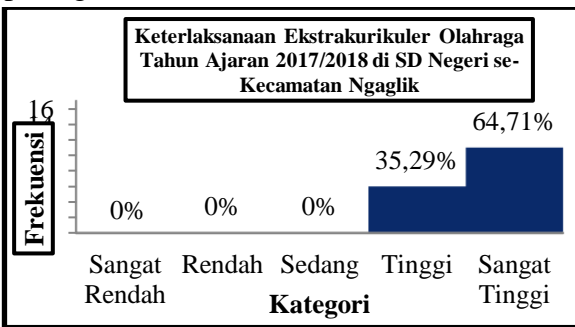 Keterlaksanaan Ekstrakurikuler Olahraga
Tahun Ajaran 2017/2018 di SD Negeri se-
Kecamatan Ngaglik
16
Frekuensi
0%
0%
0%
35,29%
64,71%
Sangat Rendah
Rendah
Sedang
Tinggi
Sangat Tinggi
Kategori